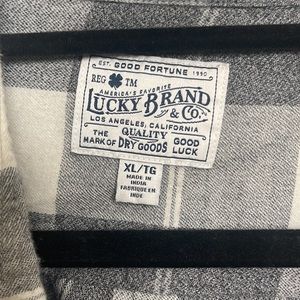 EST. GOOD FORTUNE 1990
REG TM
AMERICA'S FAVORITE
LUCKY BRAND
& CO.
LOS ANGELES, CALIFORNIA
THE QUALITY GOOD
MARK OF DRY GOODS LUCK
XL/TG
MADE IN
INDIA
FABRIQUE EN
INDE